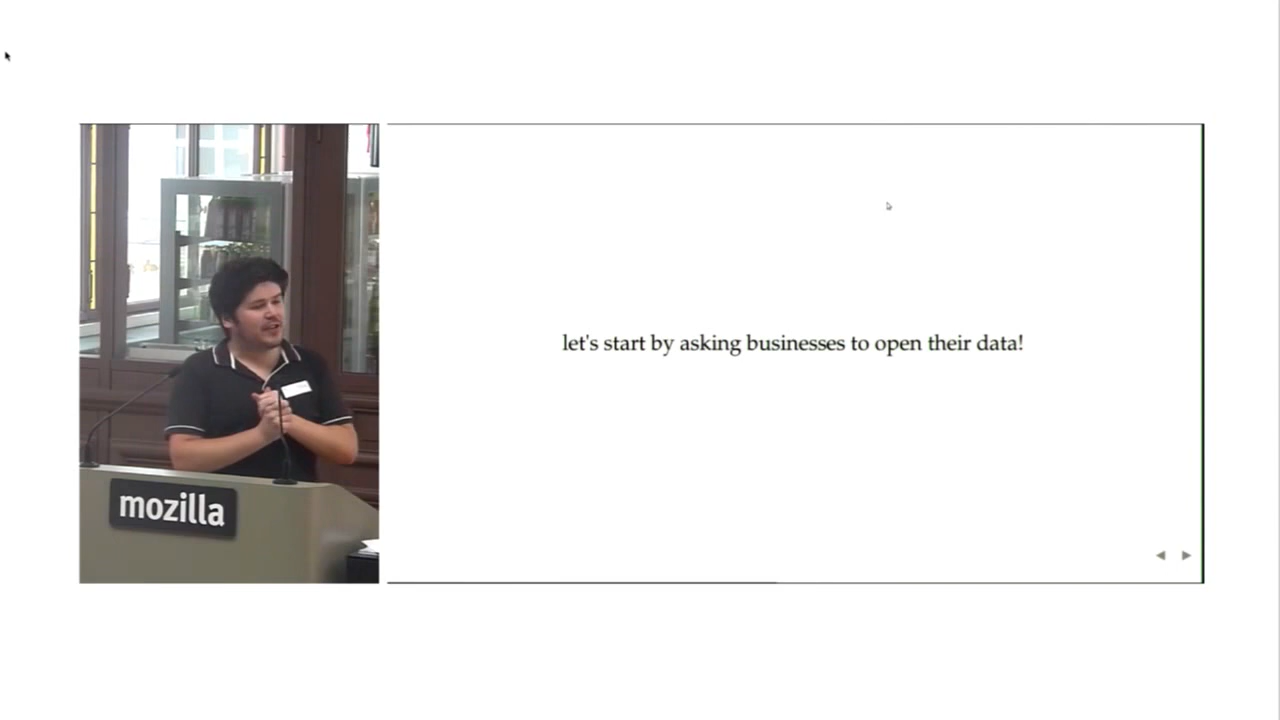 let's start by asking businesses to open their data!
mozilla